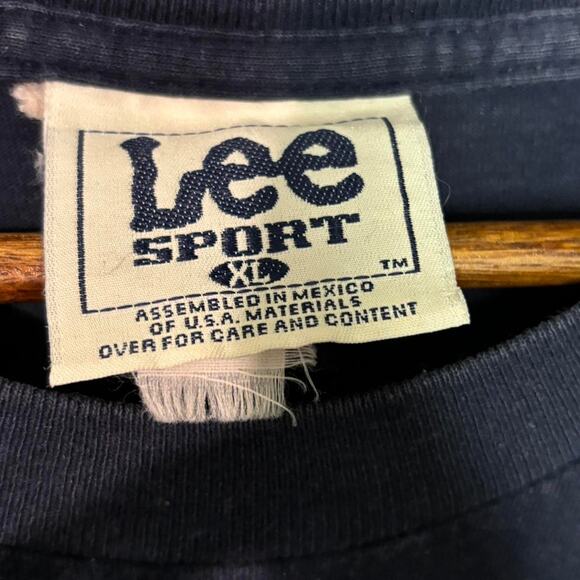 Lee
SPORT
XL
TM
ASSEMBLED IN MEXICO
OF U.S.A. MATERIALS
OVER FOR CARE AND CONTENT